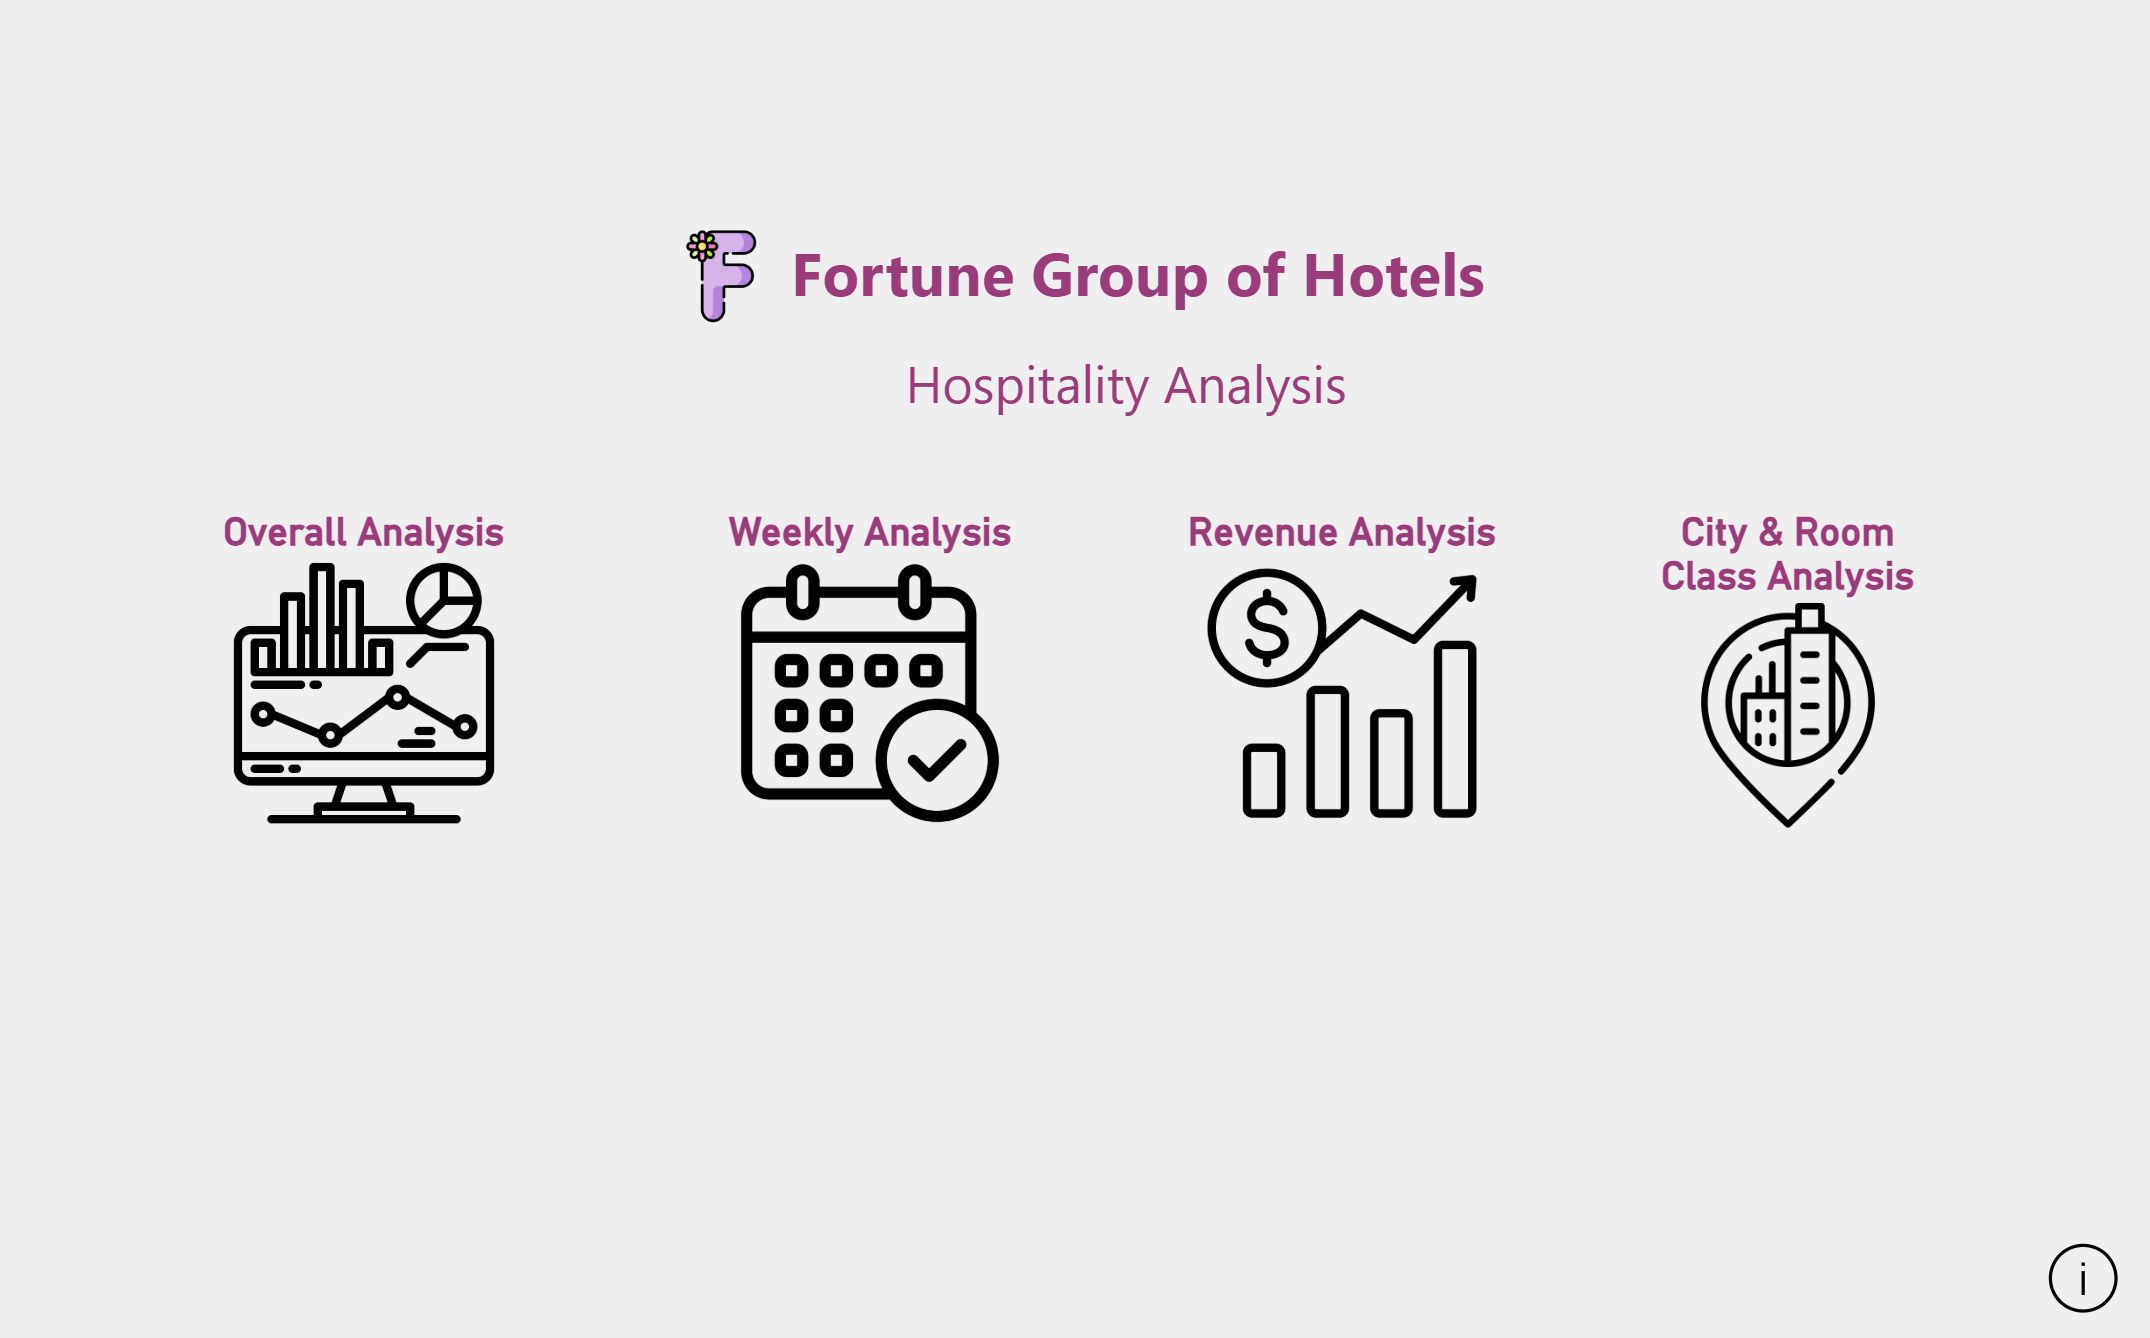 Fortune Group of Hotels
Hospitality Analysis
Overall Analysis
Weekly Analysis
Revenue Analysis
City & Room
Class Analysis
$
i